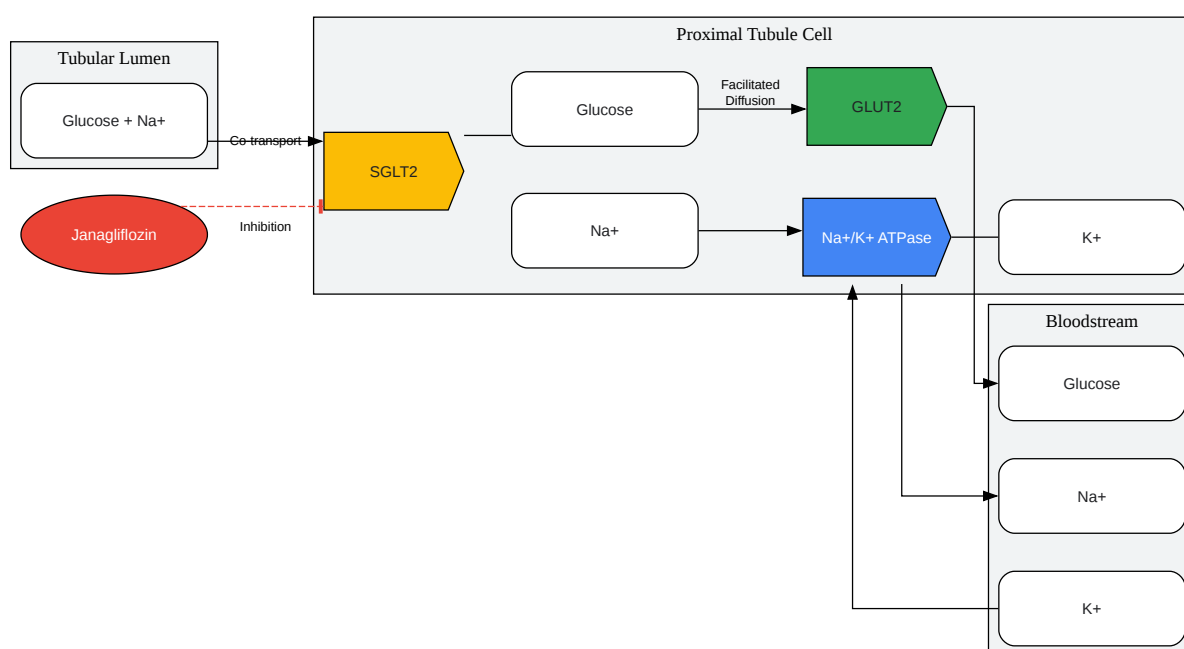 Proximal Tubule Cell
Tubular Lumen
Glucose + Na+
Co-transport
SGLT2
Glucose
Facilitated
Diffusion
GLUT2
Janagliflozin
Inhibition
Na+
Na+/K+ ATPase
K+
Bloodstream
Glucose
Na+
K+